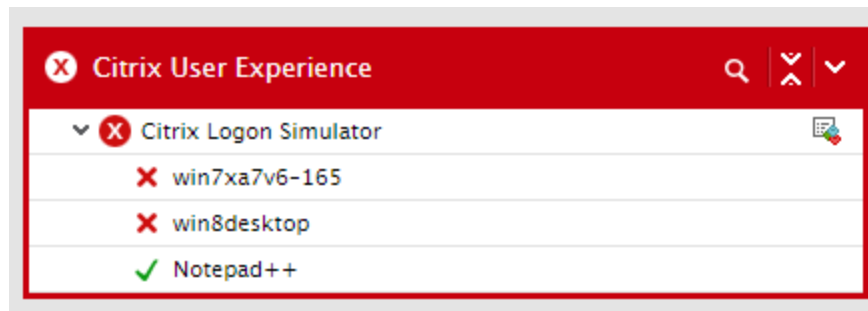 Citrix User Experience
Citrix Logon Simulator
win7xa7v6-165
win8desktop
Notepad++